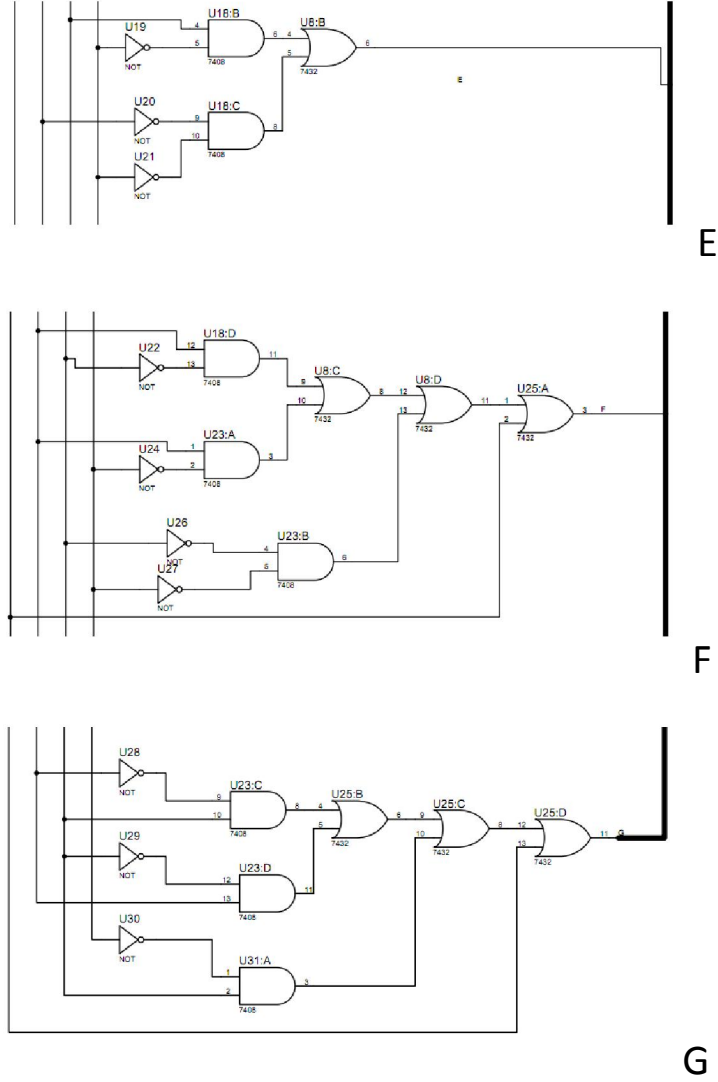 U18:B
U8:B
U19
4
5
6
4
5
6
NOT
7408
7432
E
U20
U18:C
9
10
8
NOT
7408
U21
NOT
E
U18:D
U22
12
13
11
U8:C
U8:D
U25:A
NOT
7408
9
10
8
12
13
11
1
2
3
F
7432
7432
7432
U23:A
U24
1
2
3
NOT
7408
U26
U23:B
4
5
6
NOT
U27
7408
NOT
F
U28
U23:C
U25:B
U25:C
U25:D
9
10
8
4
5
6
9
10
8
12
13
11
G
NOT
7408
7432
7432
7432
U29
U23:D
12
13
11
NOT
7408
U30
U31:A
NOT
1
2
3
7408
G